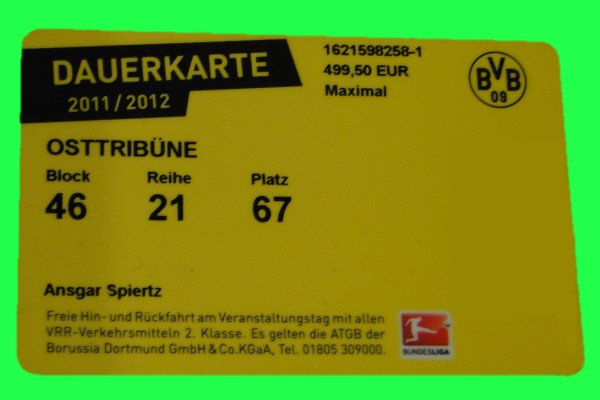 DAUERKARTE
2011/2012
1621598258-1
499,50 EUR
Maximal
BVB
09
OSTTRIBÜNE
Block Reihe Platz
46 21 67
Ansgar Spiertz
Freie Hin- und Rückfahrt am Veranstaltungstag mit allen
VRR-Verkehrsmitteln 2. Klasse. Es gelten die ATGB der
Borussia Dortmund GmbH & Co.KGaA, Tel. 01805 309000.
BUNDESLIGA